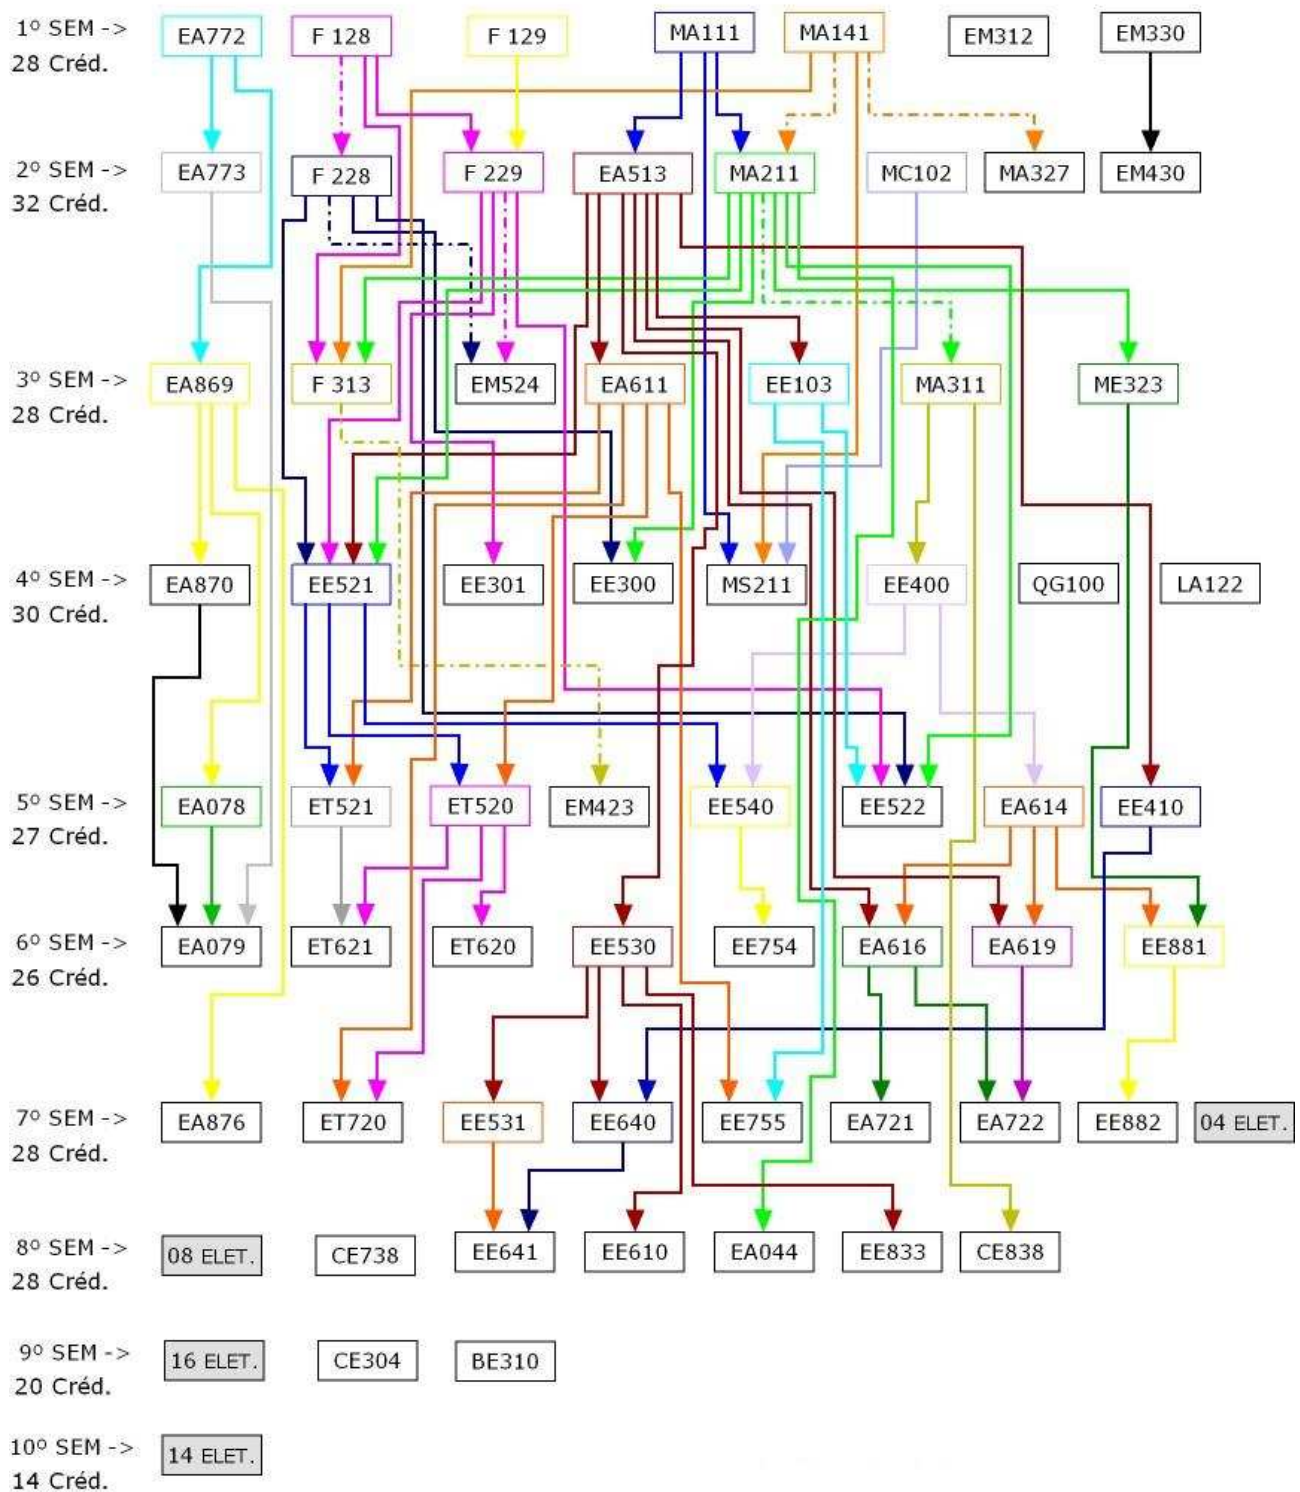 1º SEM ->
28 Créd.
EA772
F 128
F 129
MA111
MA141
EM312
EM330
2º SEM ->
32 Créd.
EA773
F 228
F 229
EA513
MA211
MC102
MA327
EM430
3º SEM ->
28 Créd.
EA869
F 313
EM524
EA611
EE103
MA311
ME323
4º SEM ->
30 Créd.
EA870
EE521
EE301
EE300
MS211
EE400
QG100
LA122
5º SEM ->
27 Créd.
EA078
ET521
ET520
EM423
EE540
EE522
EA614
EE410
6º SEM ->
26 Créd.
EA079
ET621
ET620
EE530
EE754
EA616
EA619
EE881
7º SEM ->
28 Créd.
EA876
ET720
EE531
EE640
EE755
EA721
EA722
EE882
04 ELET.
8º SEM ->
28 Créd.
08 ELET.
CE738
EE641
EE610
EA044
EE833
CE838
9º SEM ->
20 Créd.
16 ELET.
CE304
BE310
10º SEM ->
14 Créd.
14 ELET.